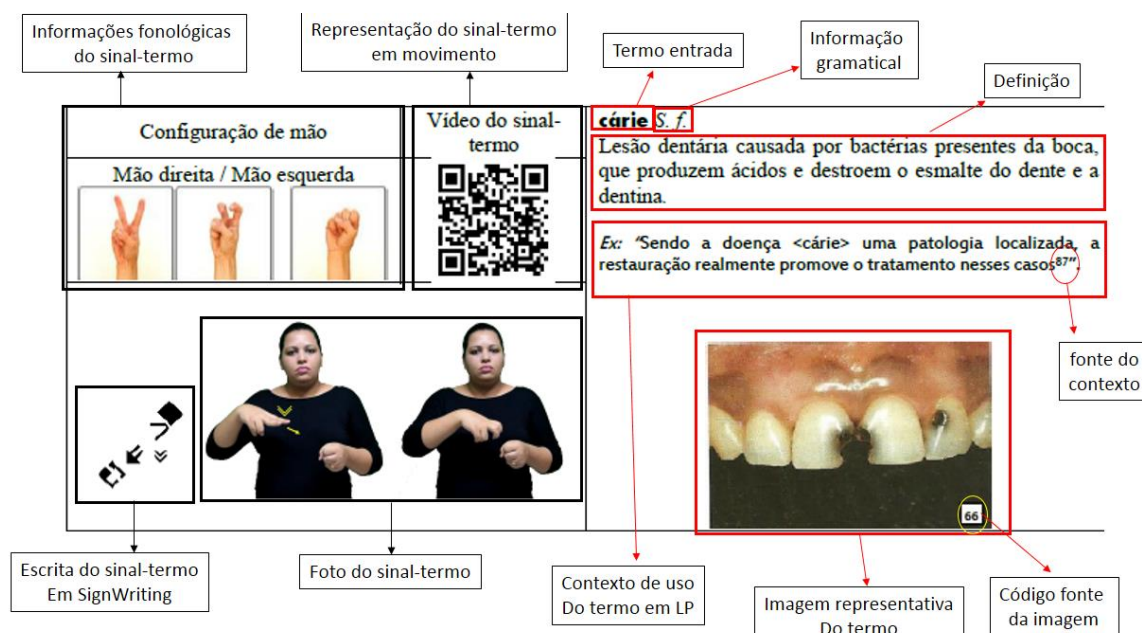 Informações fonológicas
do sinal-termo
Representação do sinal-termo
em movimento
Termo entrada
Informação
gramatical
Definição
Configuração de mão
Mão direita / Mão esquerda
Vídeo do sinal-
termo
cárie S. f.
Lesão dentária causada por bactérias presentes da boca,
que produzem ácidos e destroem o esmalte do dente e a
dentina.
Ex: "Sendo a doença <cárie> uma patologia localizada, a
restauração realmente promove o tratamento nesses casos⁸⁷".
fonte do
contexto
66
Escrita do sinal-termo
Em SignWriting
Foto do sinal-termo
Contexto de uso
Do termo em LP
Imagem representativa
Do termo
Código fonte
da imagem